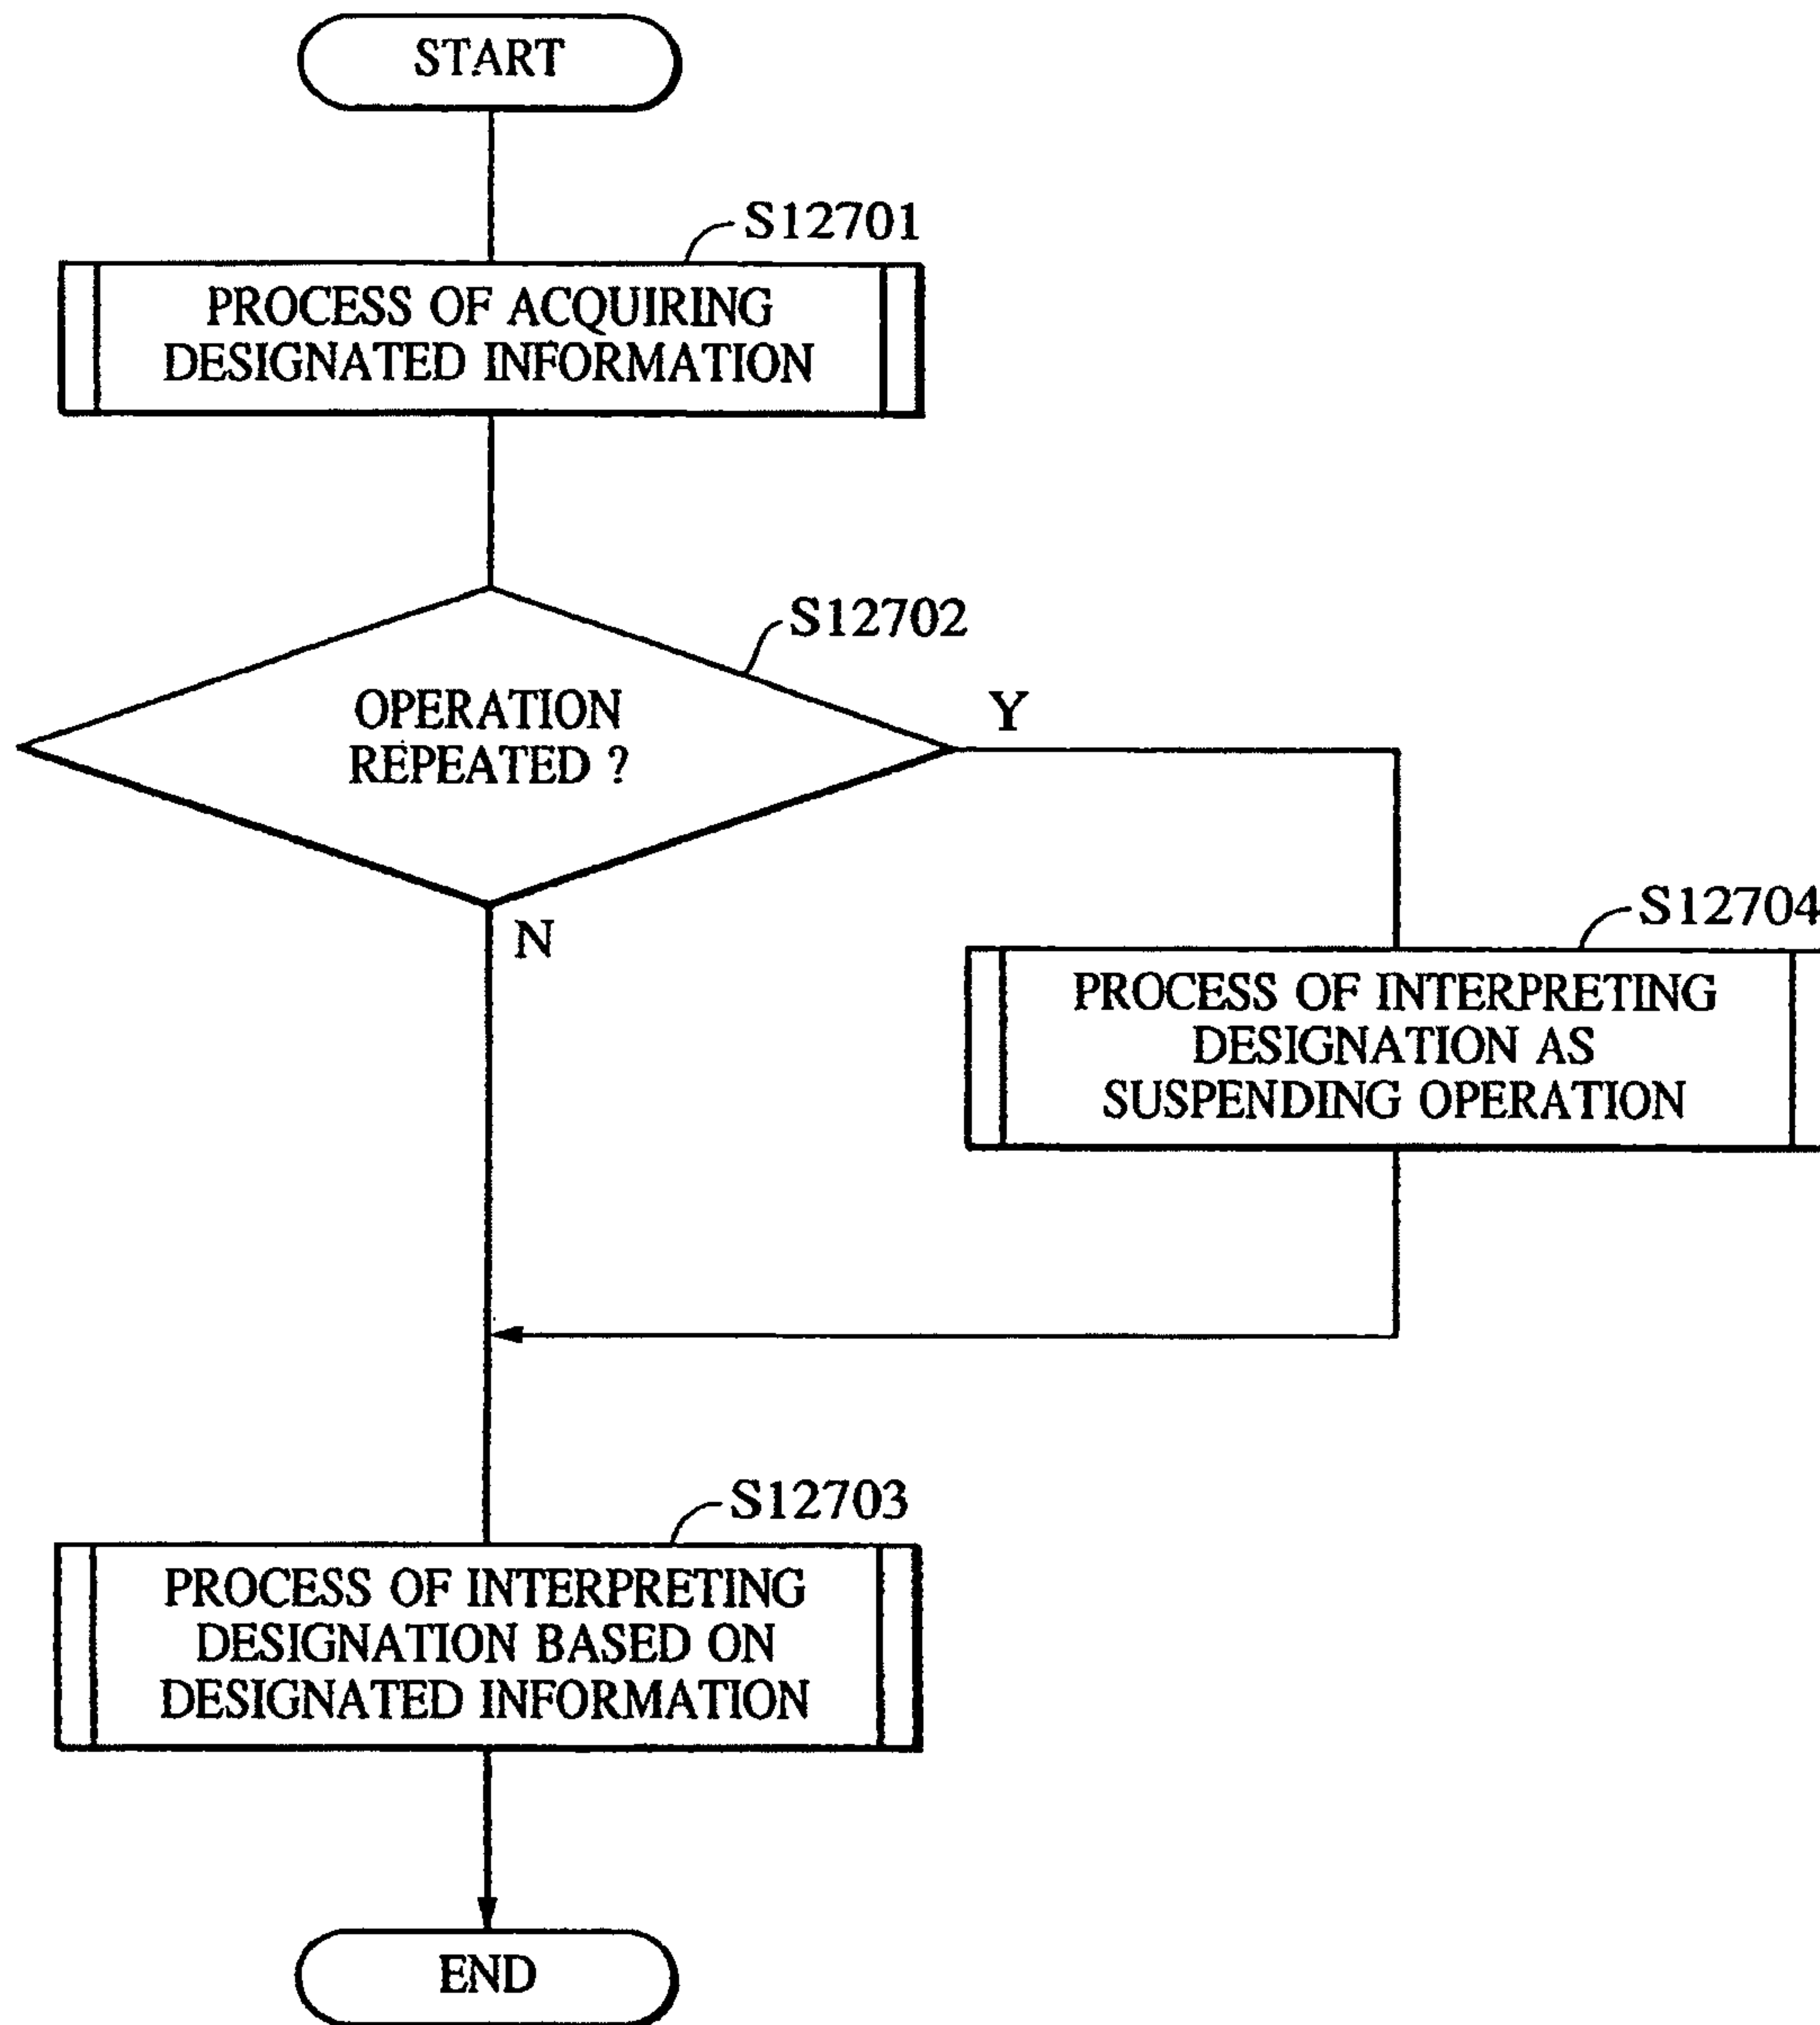 START
S12701
PROCESS OF ACQUIRING
DESIGNATED INFORMATION
S12702
OPERATION
REPEATED ?
Y
N
S12704
PROCESS OF INTERPRETING
DESIGNATION AS
SUSPENDING OPERATION
S12703
PROCESS OF INTERPRETING
DESIGNATION BASED ON
DESIGNATED INFORMATION
END